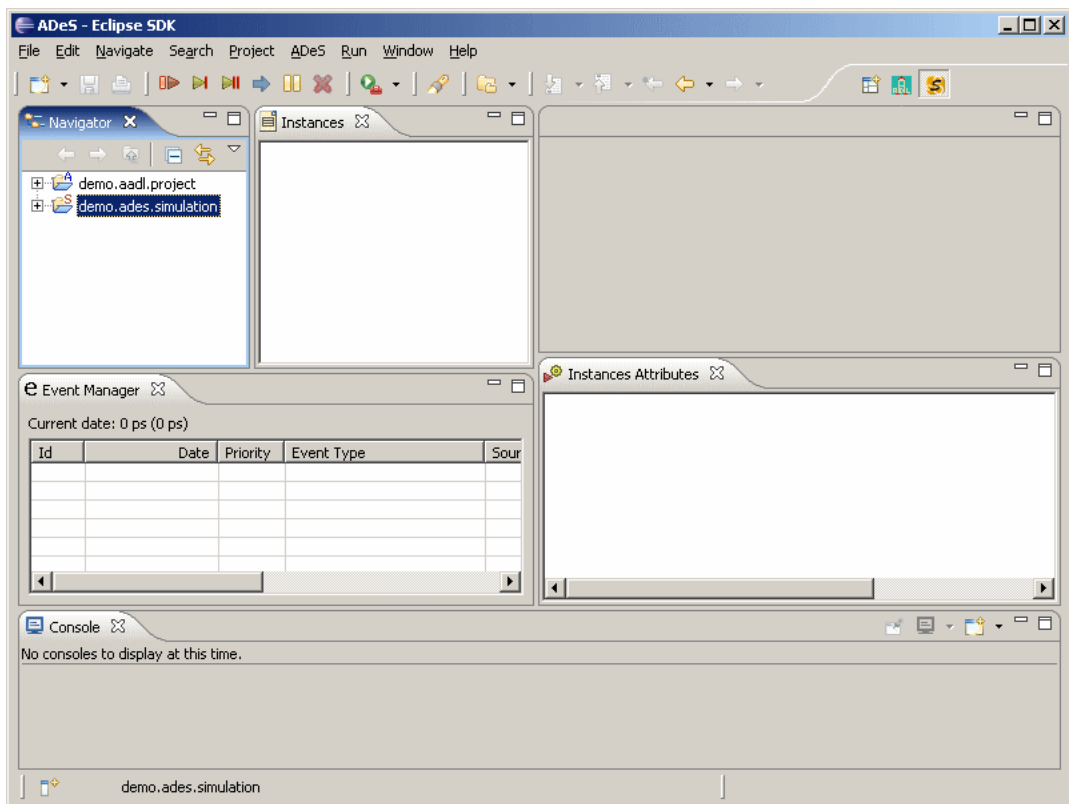 ADeS - Eclipse SDK
File Edit Navigate Search Project ADeS Run Window Help
Navigator
Instances
demo.aadl.project
demo.ades.simulation
Event Manager
Current date: 0 ps (0 ps)
Id Date Priority Event Type Sour
Instances Attributes
Console
No consoles to display at this time.
demo.ades.simulation